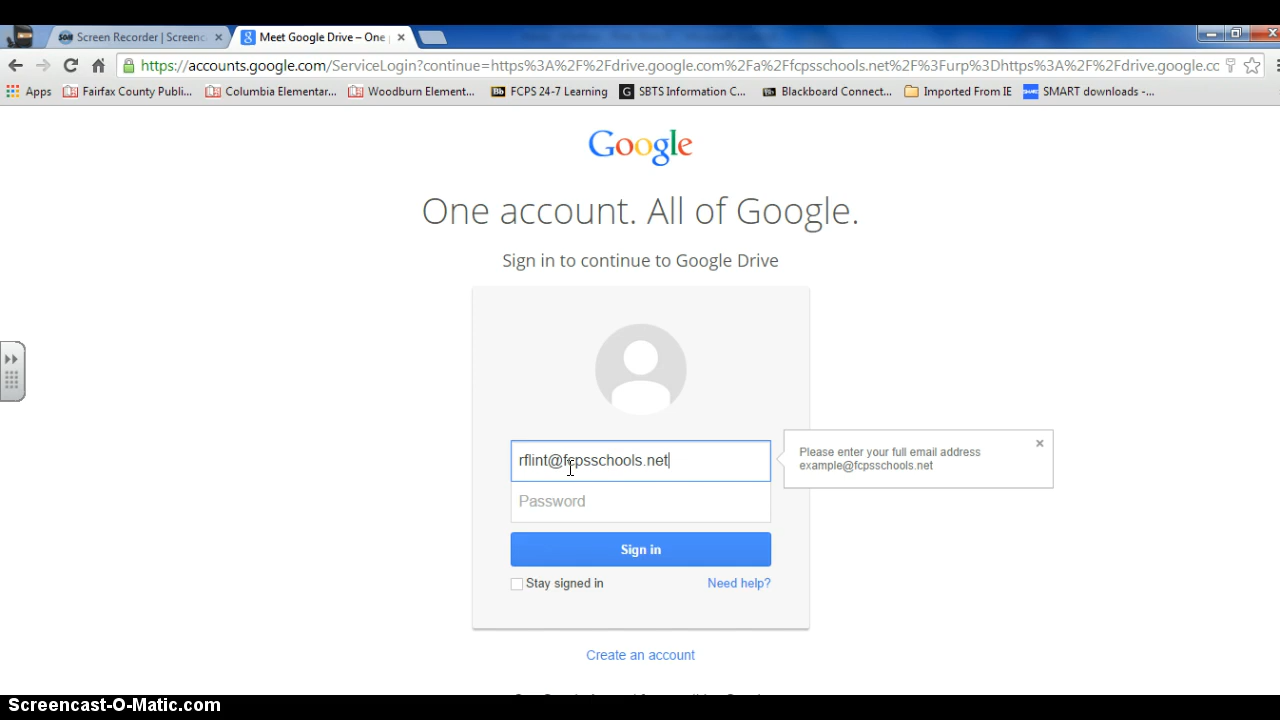 Screen Recorder | Screenc
Meet Google Drive – One
https://accounts.google.com/ServiceLogin?continue=https%3A%2F%2Fdrive.google.com%2Fa%2Ffcpsschools.net%2F%3Furp%3Dhttps%3A%2F%2Fdrive.google.cc
Apps Fairfax County Publi... Columbia Elementar... Woodburn Element... Bb FCPS 24-7 Learning G SBTS Information C... Bb Blackboard Connect... Imported From IE SMART downloads -...
Google
One account. All of Google.
Sign in to continue to Google Drive
rflint@fcpsschools.net
Please enter your full email address
example@fcpsschools.net
Password
Sign in
Stay signed in Need help?
Create an account
Screencast-O-Matic.com